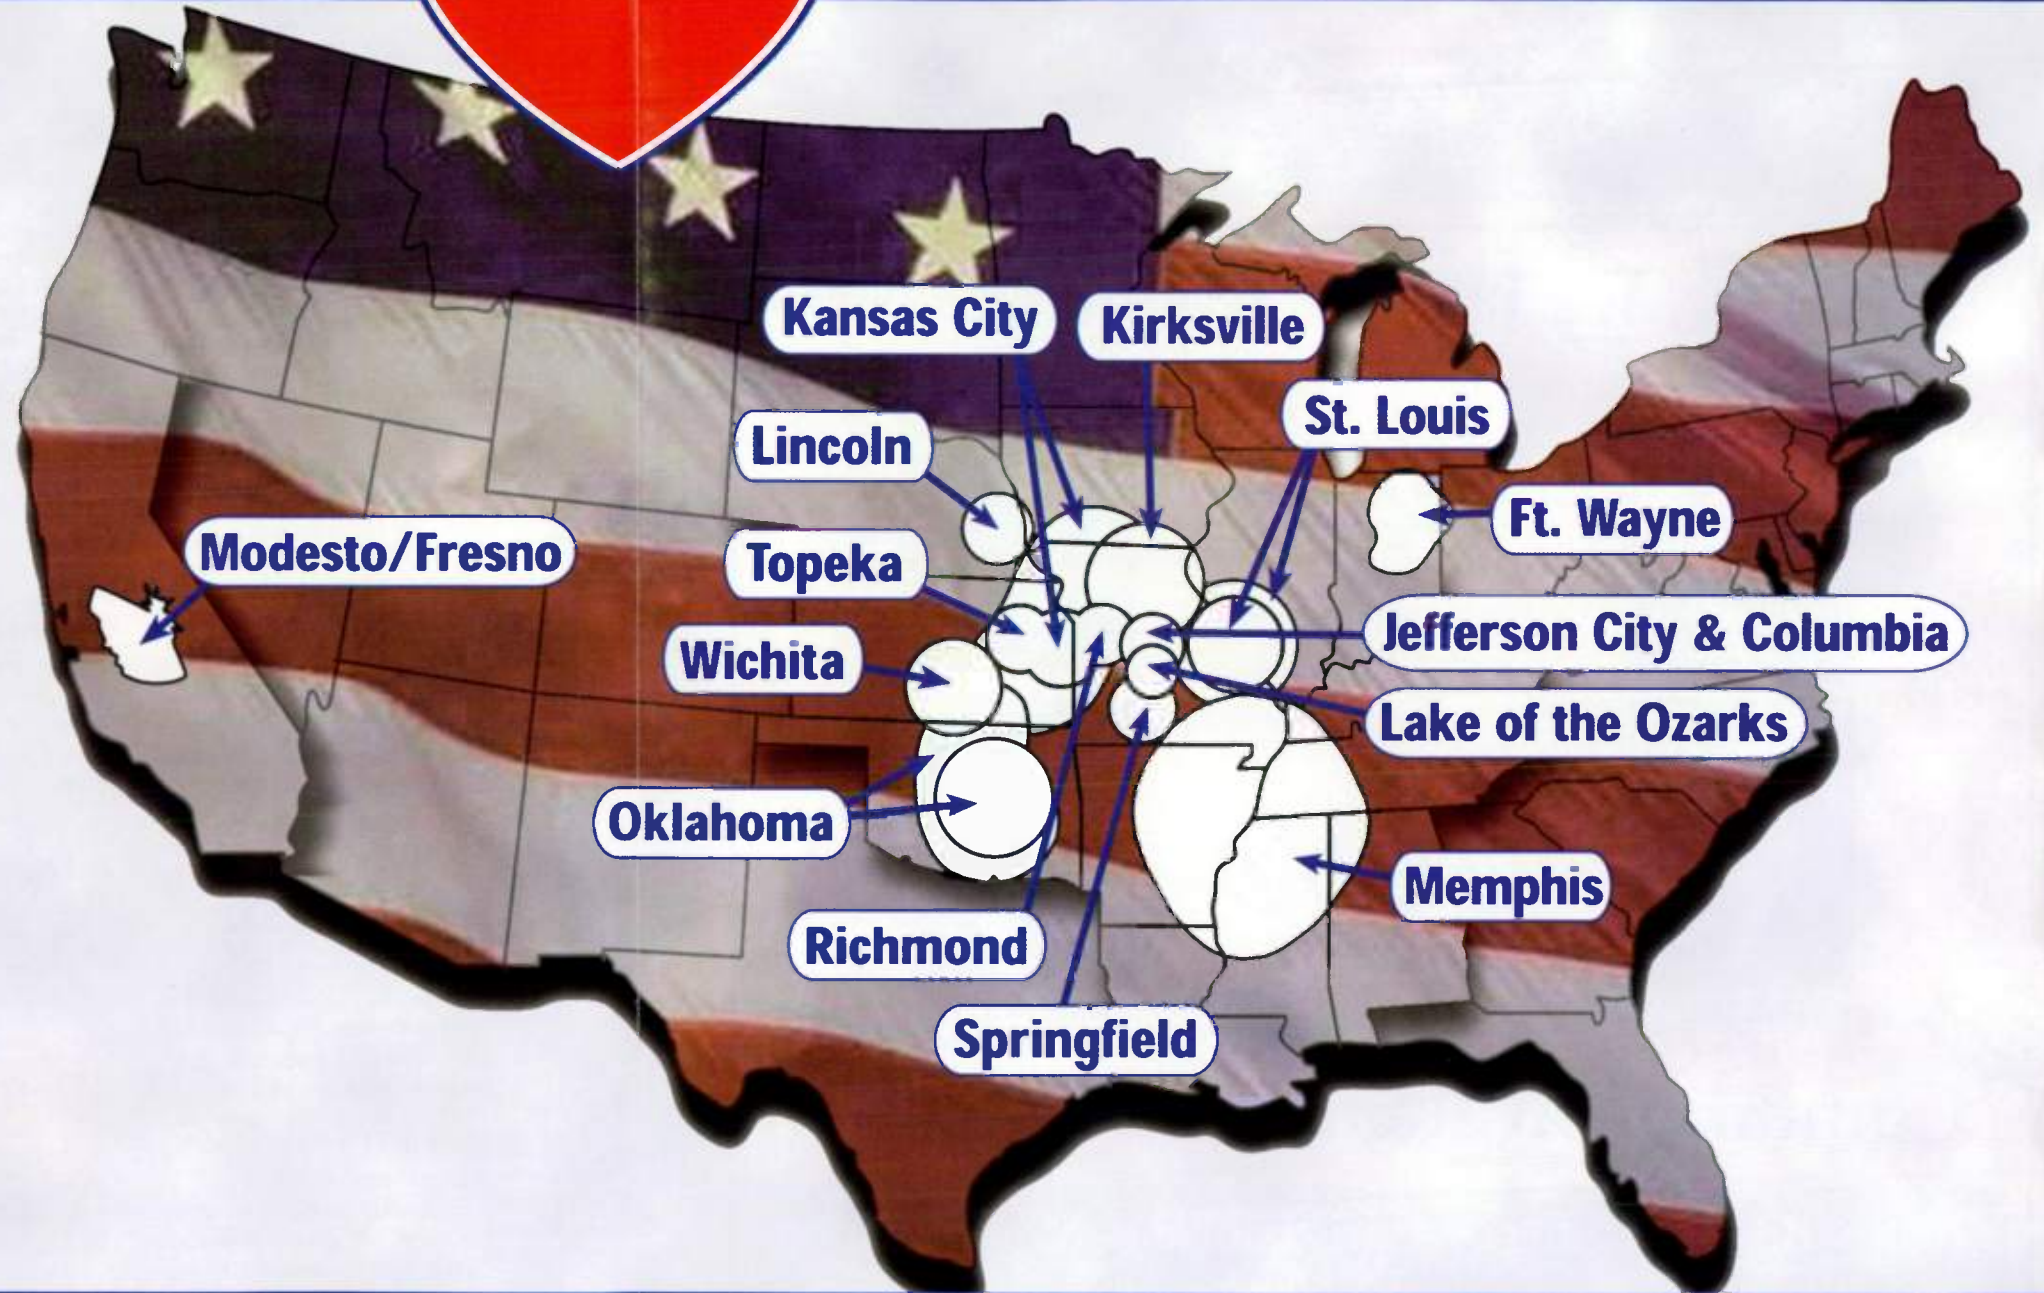 Kansas City
Kirksville
St. Louis
Lincoln
Ft. Wayne
Modesto/Fresno
Topeka
Jefferson City & Columbia
Wichita
Lake of the Ozarks
Oklahoma
Memphis
Richmond
Springfield